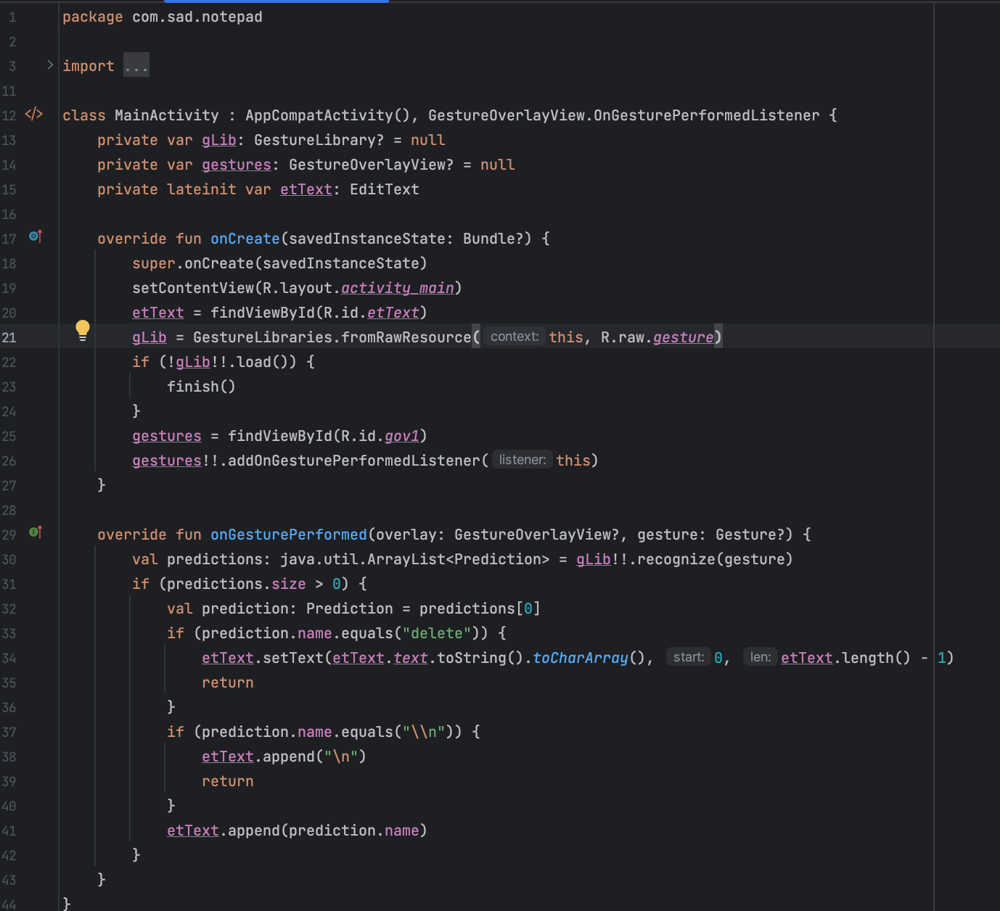 1 package com.sad.notepad
2
3 import ...
11
12 class MainActivity : AppCompatActivity(), GestureOverlayView.OnGesturePerformedListener {
13     private var gLib: GestureLibrary? = null
14     private var gestures: GestureOverlayView? = null
15     private lateinit var etText: EditText
16
17     override fun onCreate(savedInstanceState: Bundle?) {
18         super.onCreate(savedInstanceState)
19         setContentView(R.layout.activity_main)
20         etText = findViewById(R.id.etText)
21         gLib = GestureLibraries.fromRawResource( context: this, R.raw.gesture)
22         if (!gLib!!.load()) {
23             finish()
24         }
25         gestures = findViewById(R.id.gov1)
26         gestures!!.addOnGesturePerformedListener( listener: this)
27     }
28
29     override fun onGesturePerformed(overlay: GestureOverlayView?, gesture: Gesture?) {
30         val predictions: java.util.ArrayList<Prediction> = gLib!!.recognize(gesture)
31         if (predictions.size > 0) {
32             val prediction: Prediction = predictions[0]
33             if (prediction.name.equals("delete")) {
34                 etText.setText(etText.text.toString().toCharArray(), start: 0, len: etText.length() - 1)
35                 return
36             }
37             if (prediction.name.equals("\\n")) {
38                 etText.append("\n")
39                 return
40             }
41             etText.append(prediction.name)
42         }
43     }
44 }